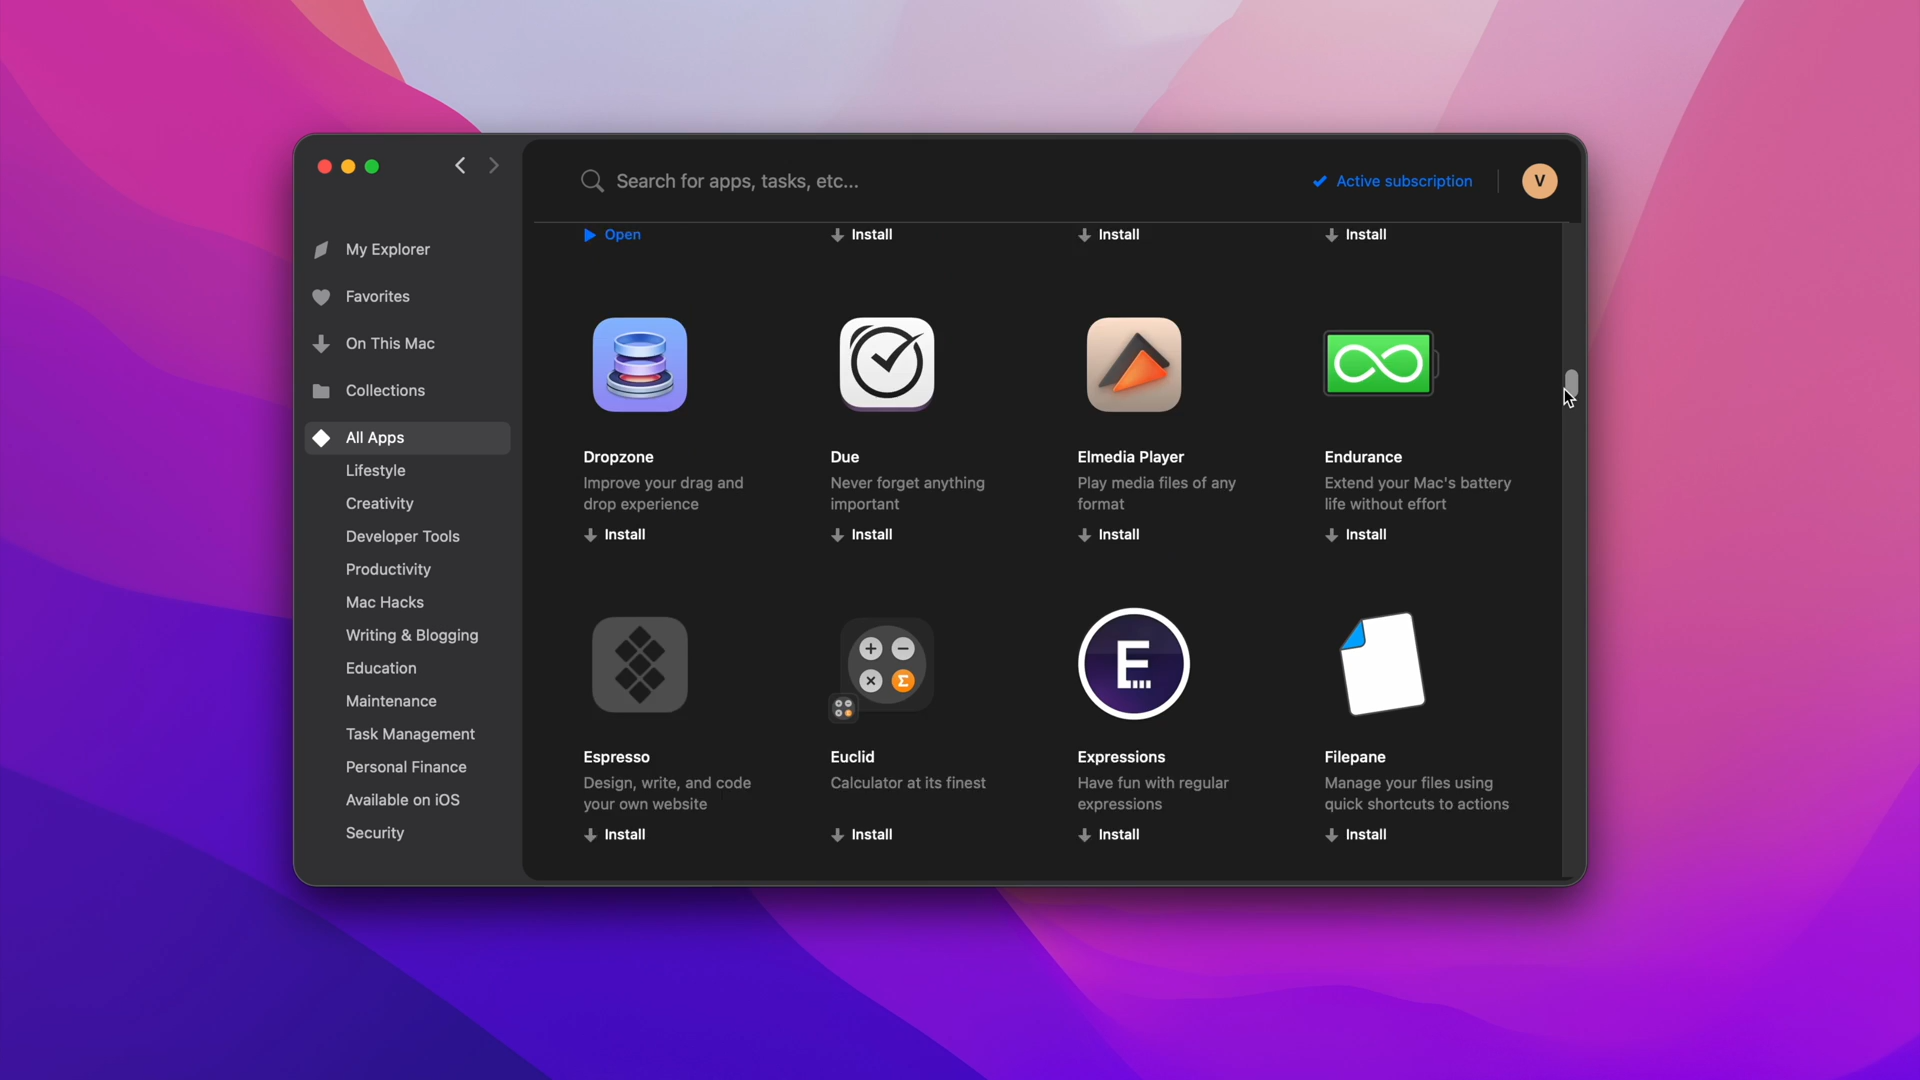 Search for apps, tasks, etc...
Active subscription
V
My Explorer
Favorites
On This Mac
Collections
All Apps
Lifestyle
Creativity
Developer Tools
Productivity
Mac Hacks
Writing & Blogging
Education
Maintenance
Task Management
Personal Finance
Available on iOS
Security
Open
Install
Install
Install
Dropzone
Improve your drag and
drop experience
Install
Due
Never forget anything
important
Install
Elmedia Player
Play media files of any
format
Install
Endurance
Extend your Mac's battery
life without effort
Install
Espresso
Design, write, and code
your own website
Install
Euclid
Calculator at its finest
Install
E...
Expressions
Have fun with regular
expressions
Install
Filepane
Manage your files using
quick shortcuts to actions
Install